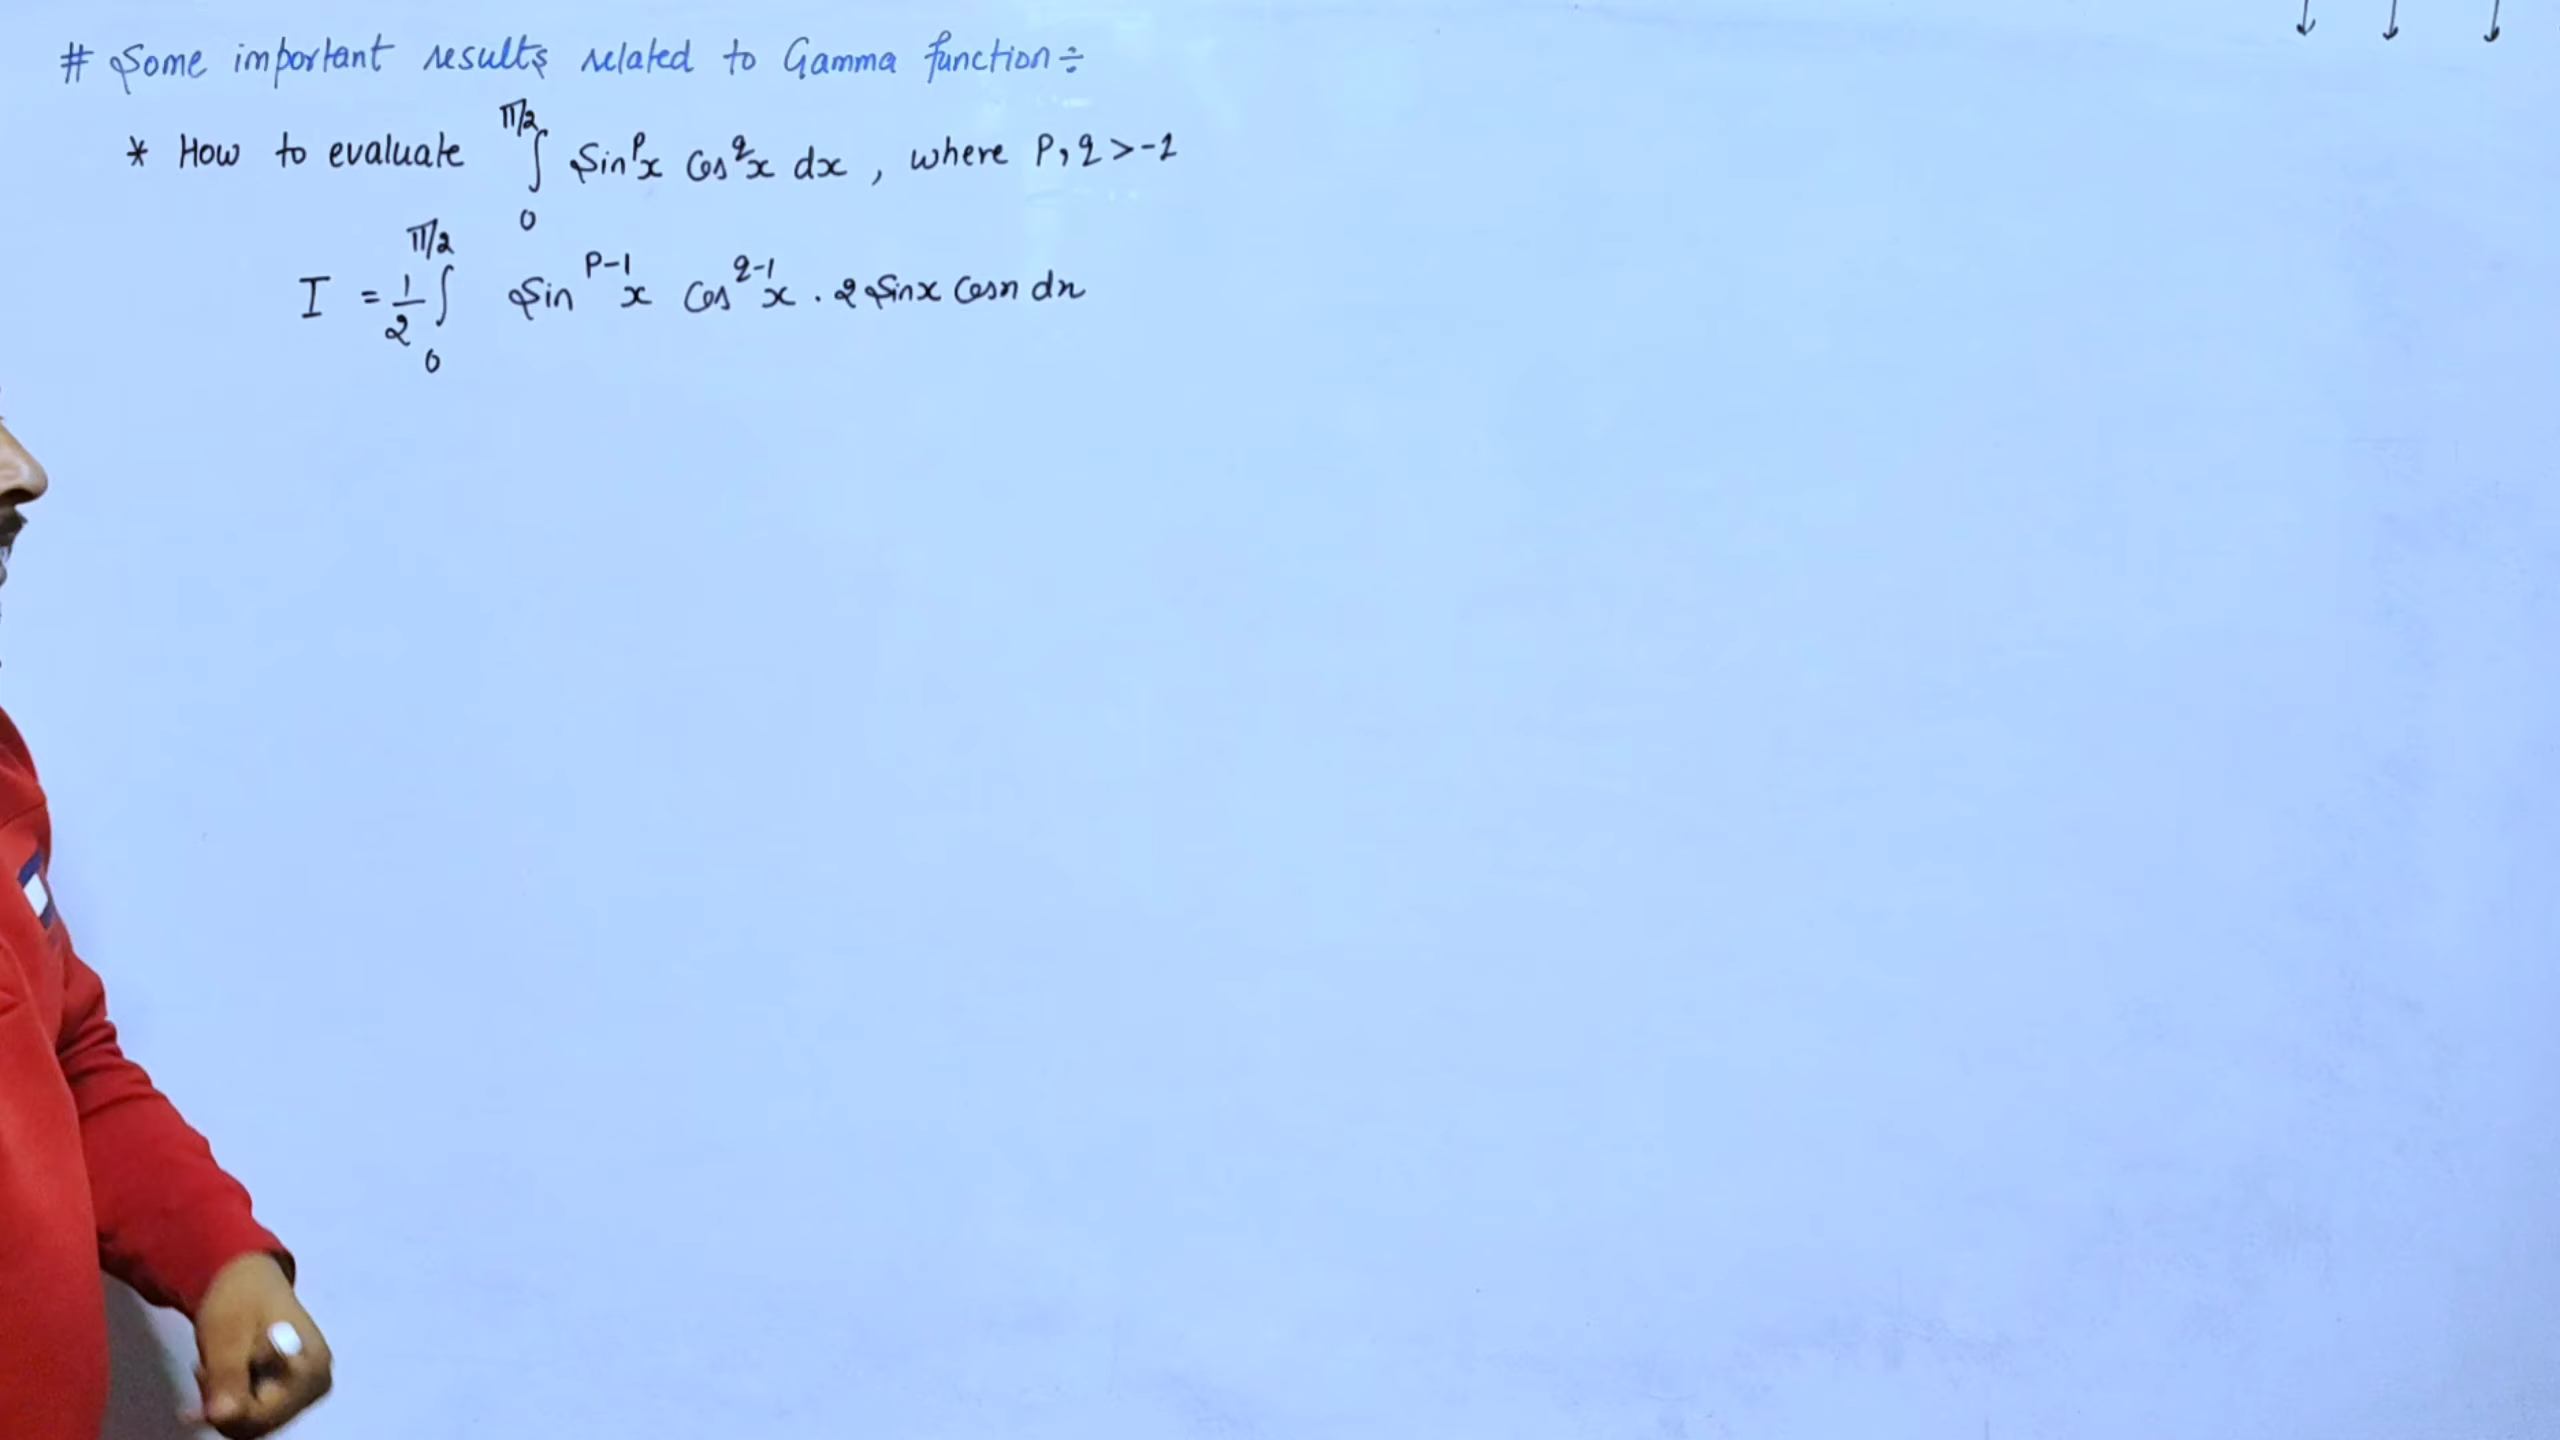 # Some important results related to Gamma function÷
* How to evaluate ∫₀^{π/2} Sin^p x Cos^q x dx , where P, q > -1
I = 1/2 ∫₀^{π/2} Sin^{P-1} x Cos^{q-1} x . 2 Sinx Cosx dx